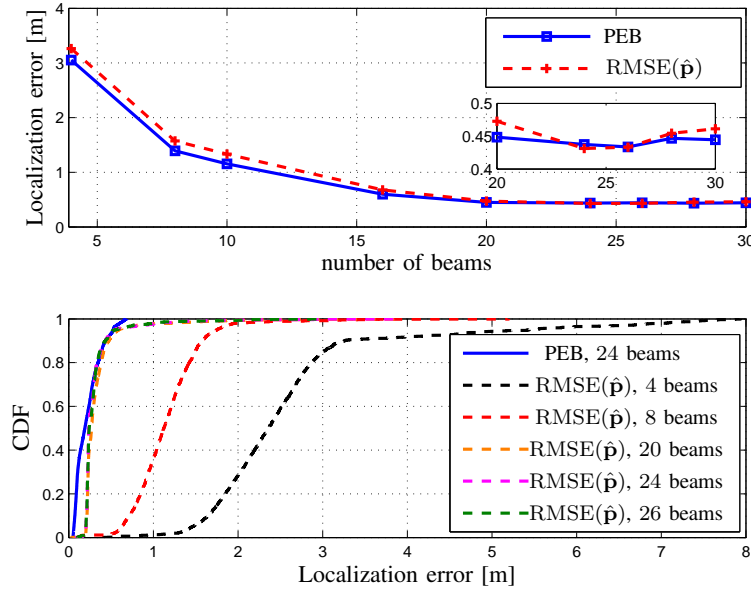 4
3
2
1
0
Localization error [m]
PEB
RMSE(p̂)
0.5
0.45
0.4
20 25 30
5 10 15 20 25 30
number of beams
1
0.8
0.6
0.4
0.2
0
CDF
PEB, 24 beams
RMSE(p̂), 4 beams
RMSE(p̂), 8 beams
RMSE(p̂), 20 beams
RMSE(p̂), 24 beams
RMSE(p̂), 26 beams
0 1 2 3 4 5 6 7 8
Localization error [m]